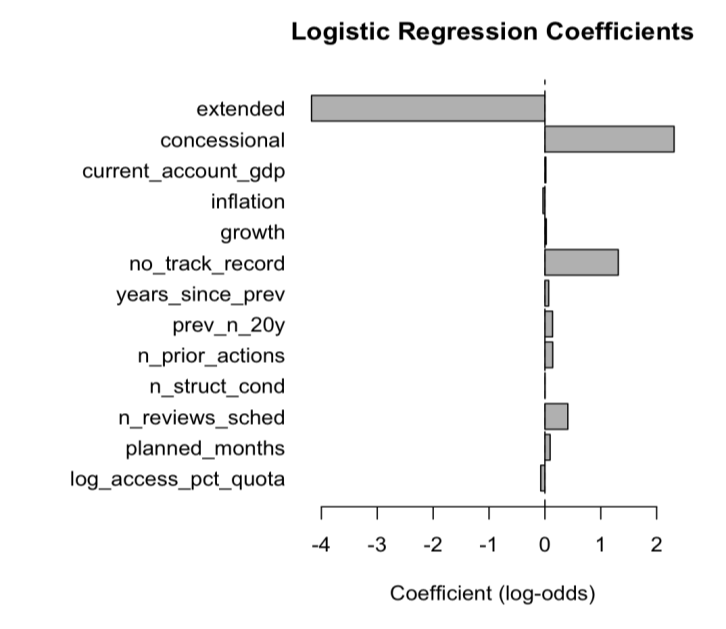 Logistic Regression Coefficients
extended
concessional
current_account_gdp
inflation
growth
no_track_record
years_since_prev
prev_n_20y
n_prior_actions
n_struct_cond
n_reviews_sched
planned_months
log_access_pct_quota
-4 -3 -2 -1 0 1 2
Coefficient (log-odds)